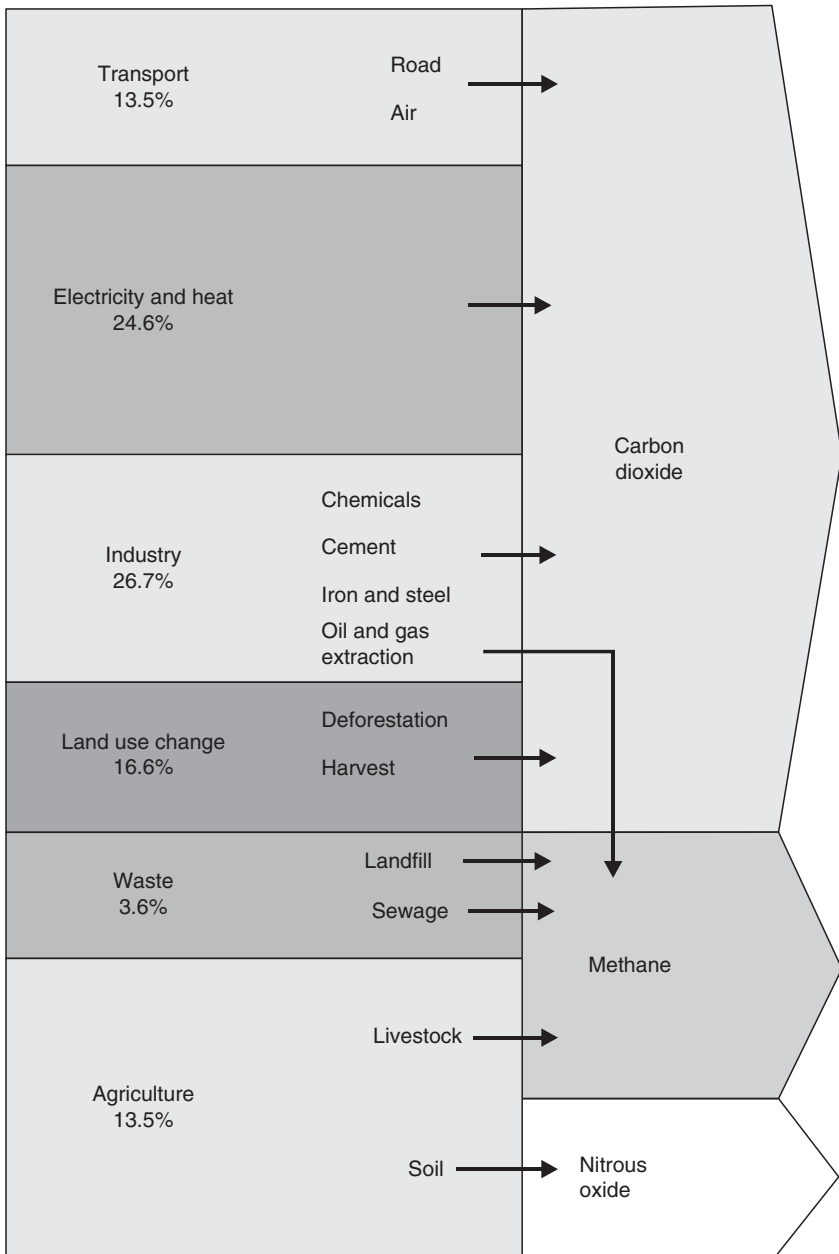 Transport
13.5%
Road
Air
Electricity and heat
24.6%
Industry
26.7%
Chemicals
Cement
Iron and steel
Oil and gas
extraction
Land use change
16.6%
Deforestation
Harvest
Waste
3.6%
Landfill
Sewage
Agriculture
13.5%
Livestock
Soil
Carbon
dioxide
Methane
Nitrous
oxide